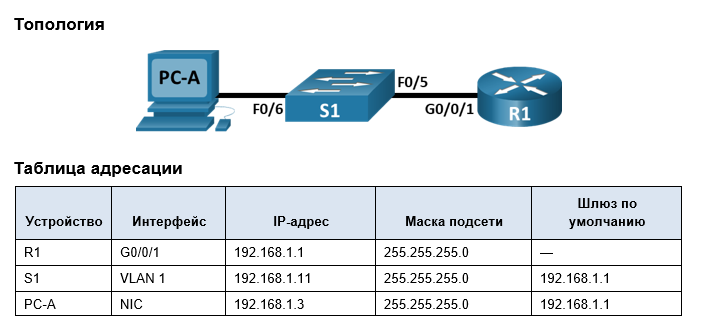 Топология
PC-A
F0/6
S1
F0/5
G0/0/1
R1
Таблица адресации
Устройство Интерфейс IP-адрес Маска подсети Шлюз по умолчанию
R1 G0/0/1 192.168.1.1 255.255.255.0 —
S1 VLAN 1 192.168.1.11 255.255.255.0 192.168.1.1
PC-A NIC 192.168.1.3 255.255.255.0 192.168.1.1